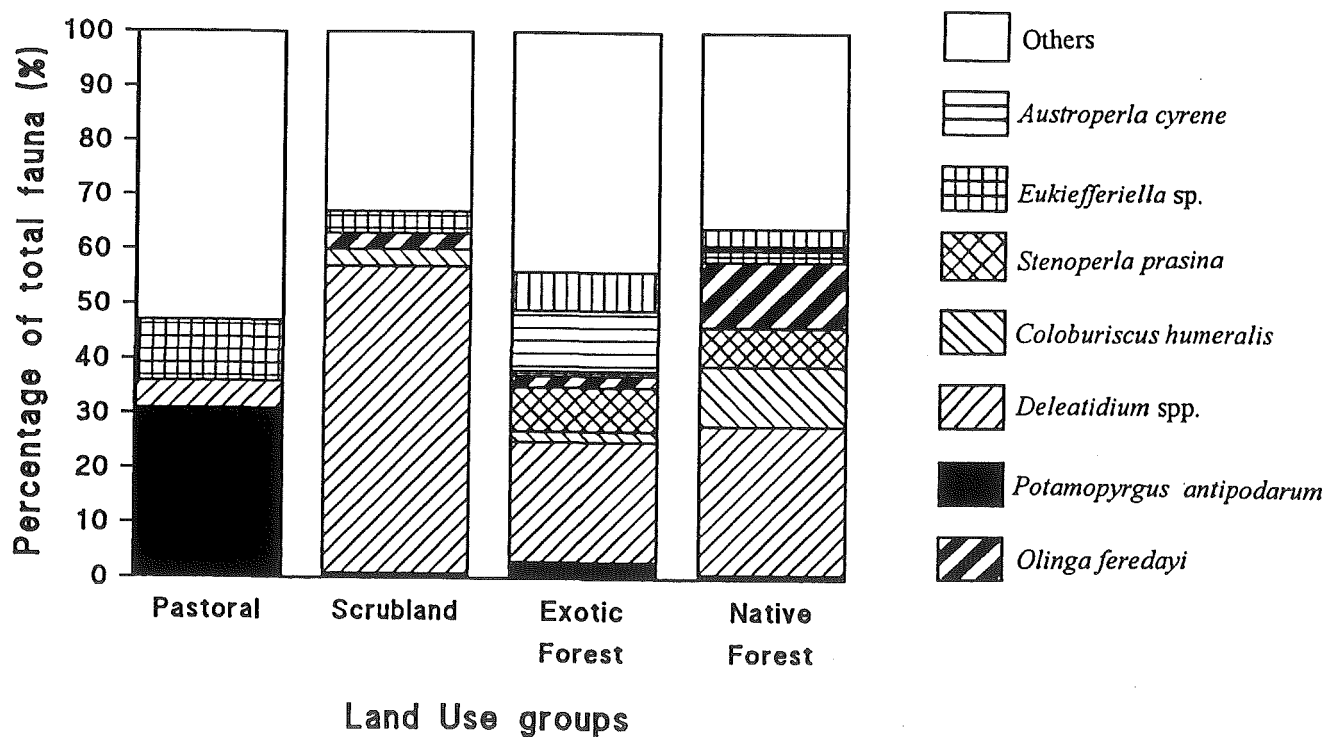 Percentage of total fauna (%)
100
90
80
70
60
50
40
30
20
10
0
Pastoral
Scrubland
Exotic
Forest
Native
Forest
Land Use groups
Others
Austroperla cyrene
Eukiefferiella sp.
Stenoperla prasina
Coloburiscus humeralis
Deleatidium spp.
Potamopyrgus antipodarum
Olinga feredayi